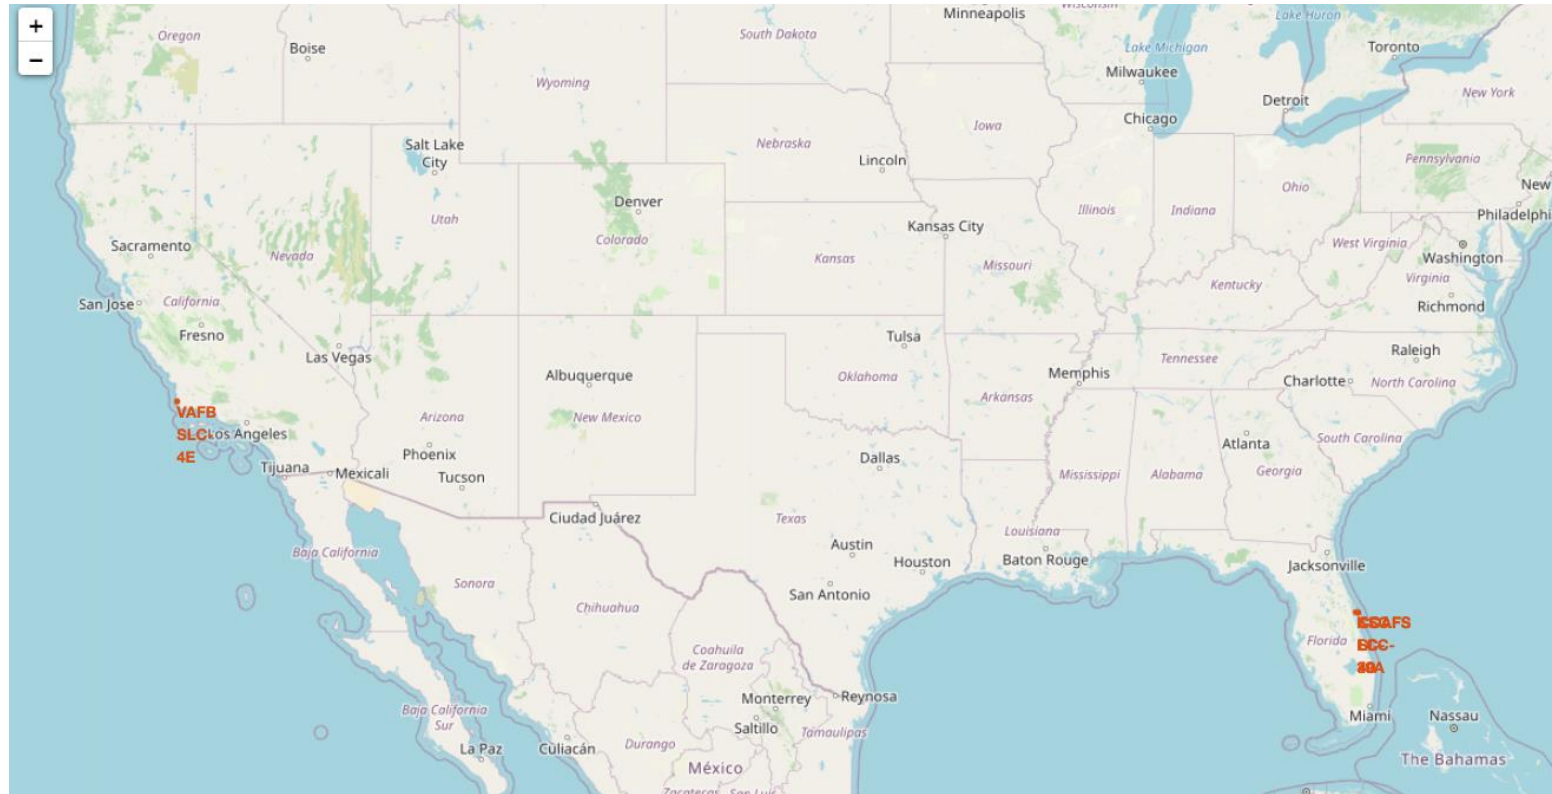 +
−
Oregon
Boise
Wyoming
South Dakota
Minneapolis
Lake Michigan
Lake Huron
Toronto
Milwaukee
Detroit
New York
Chicago
Iowa
Nebraska
Lincoln
Salt Lake
City
Pennsylvania
New
Philadelphi
Ohio
Indiana
Illinois
Denver
Utah
Colorado
Kansas City
Sacramento
Nevada
Kansas
Missouri
West Virginia
Washington
Virginia
Kentucky
Richmond
San Jose
California
Fresno
Las Vegas
Tulsa
Raleigh
Tennessee
Albuquerque
Oklahoma
Memphis
Charlotte
North Carolina
Arkansas
VAFB
SLC-
4E
Los Angeles
Arizona
New Mexico
Atlanta
South Carolina
Phoenix
Dallas
Tijuana
Mexicali
Tucson
Mississippi
Alabama
Georgia
Ciudad Juárez
Texas
Louisiana
Austin
Baja California
Houston
Baton Rouge
Jacksonville
Sonora
San Antonio
Chihuahua
Florida
Coahuila
de Zaragoza
Monterrey
Reynosa
Baja California
Sur
Saltillo
Tamaulipas
Miami
Nassau
La Paz
Culiacán
Durango
México
The Bahamas